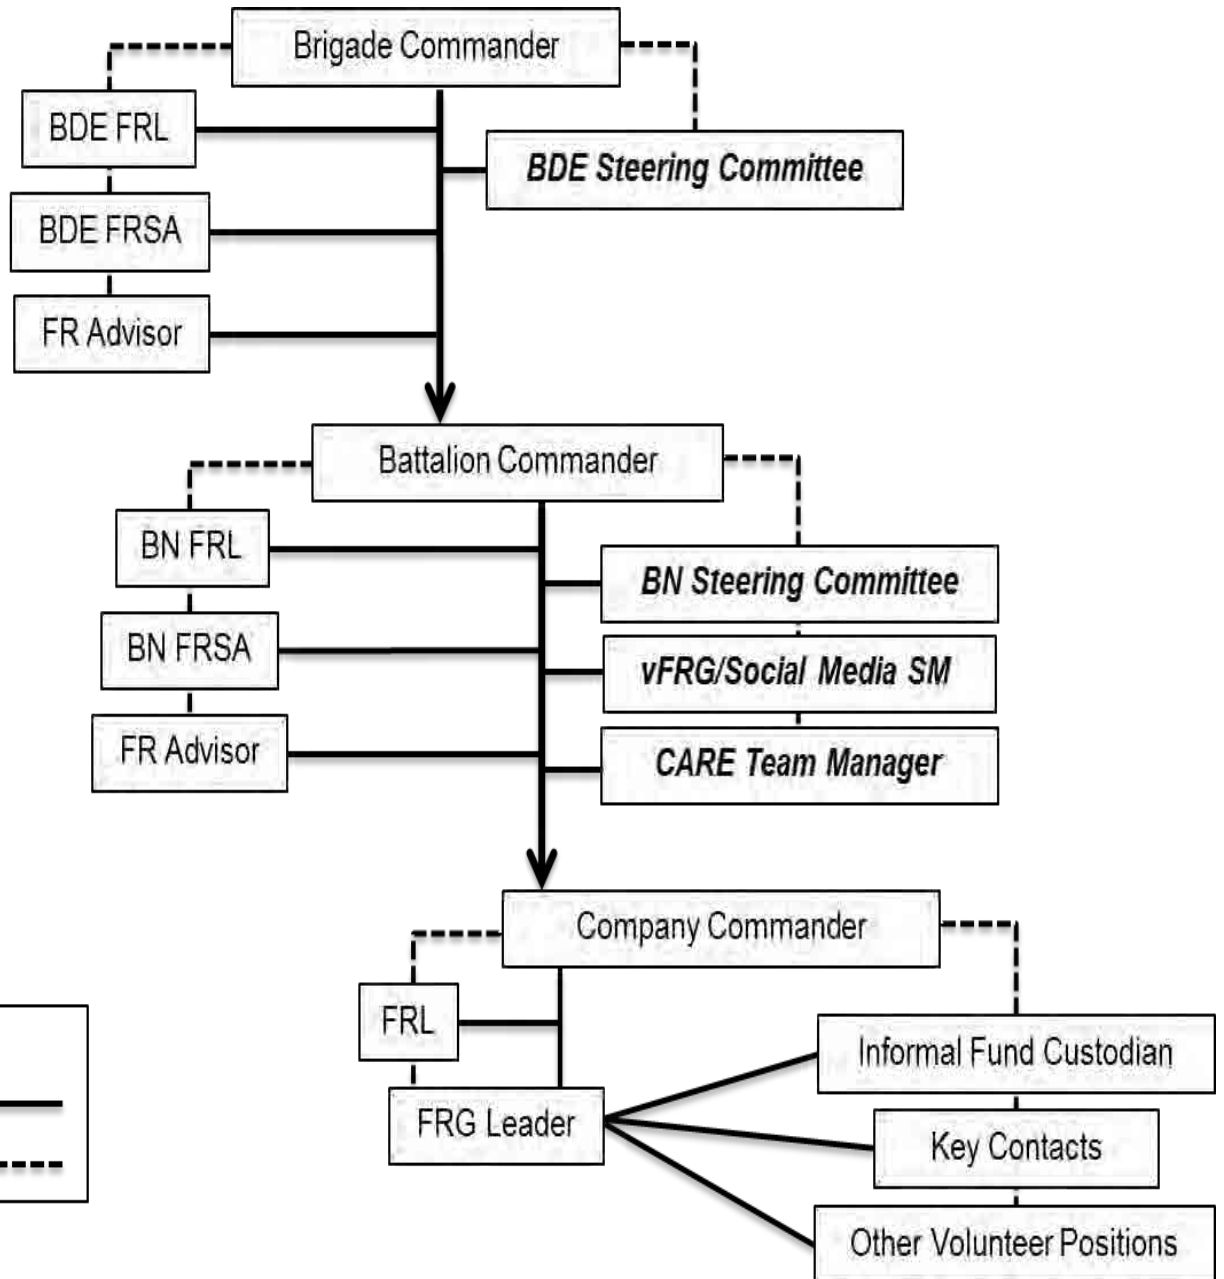 Brigade Commander
BDE FRL
BDE Steering Committee
BDE FRSA
FR Advisor
Battalion Commander
BN FRL
BN Steering Committee
BN FRSA
vFRG/Social Media SM
FR Advisor
CARE Team Manager
Company Commander
FRL
Informal Fund Custodian
FRG Leader
Key Contacts
Other Volunteer Positions